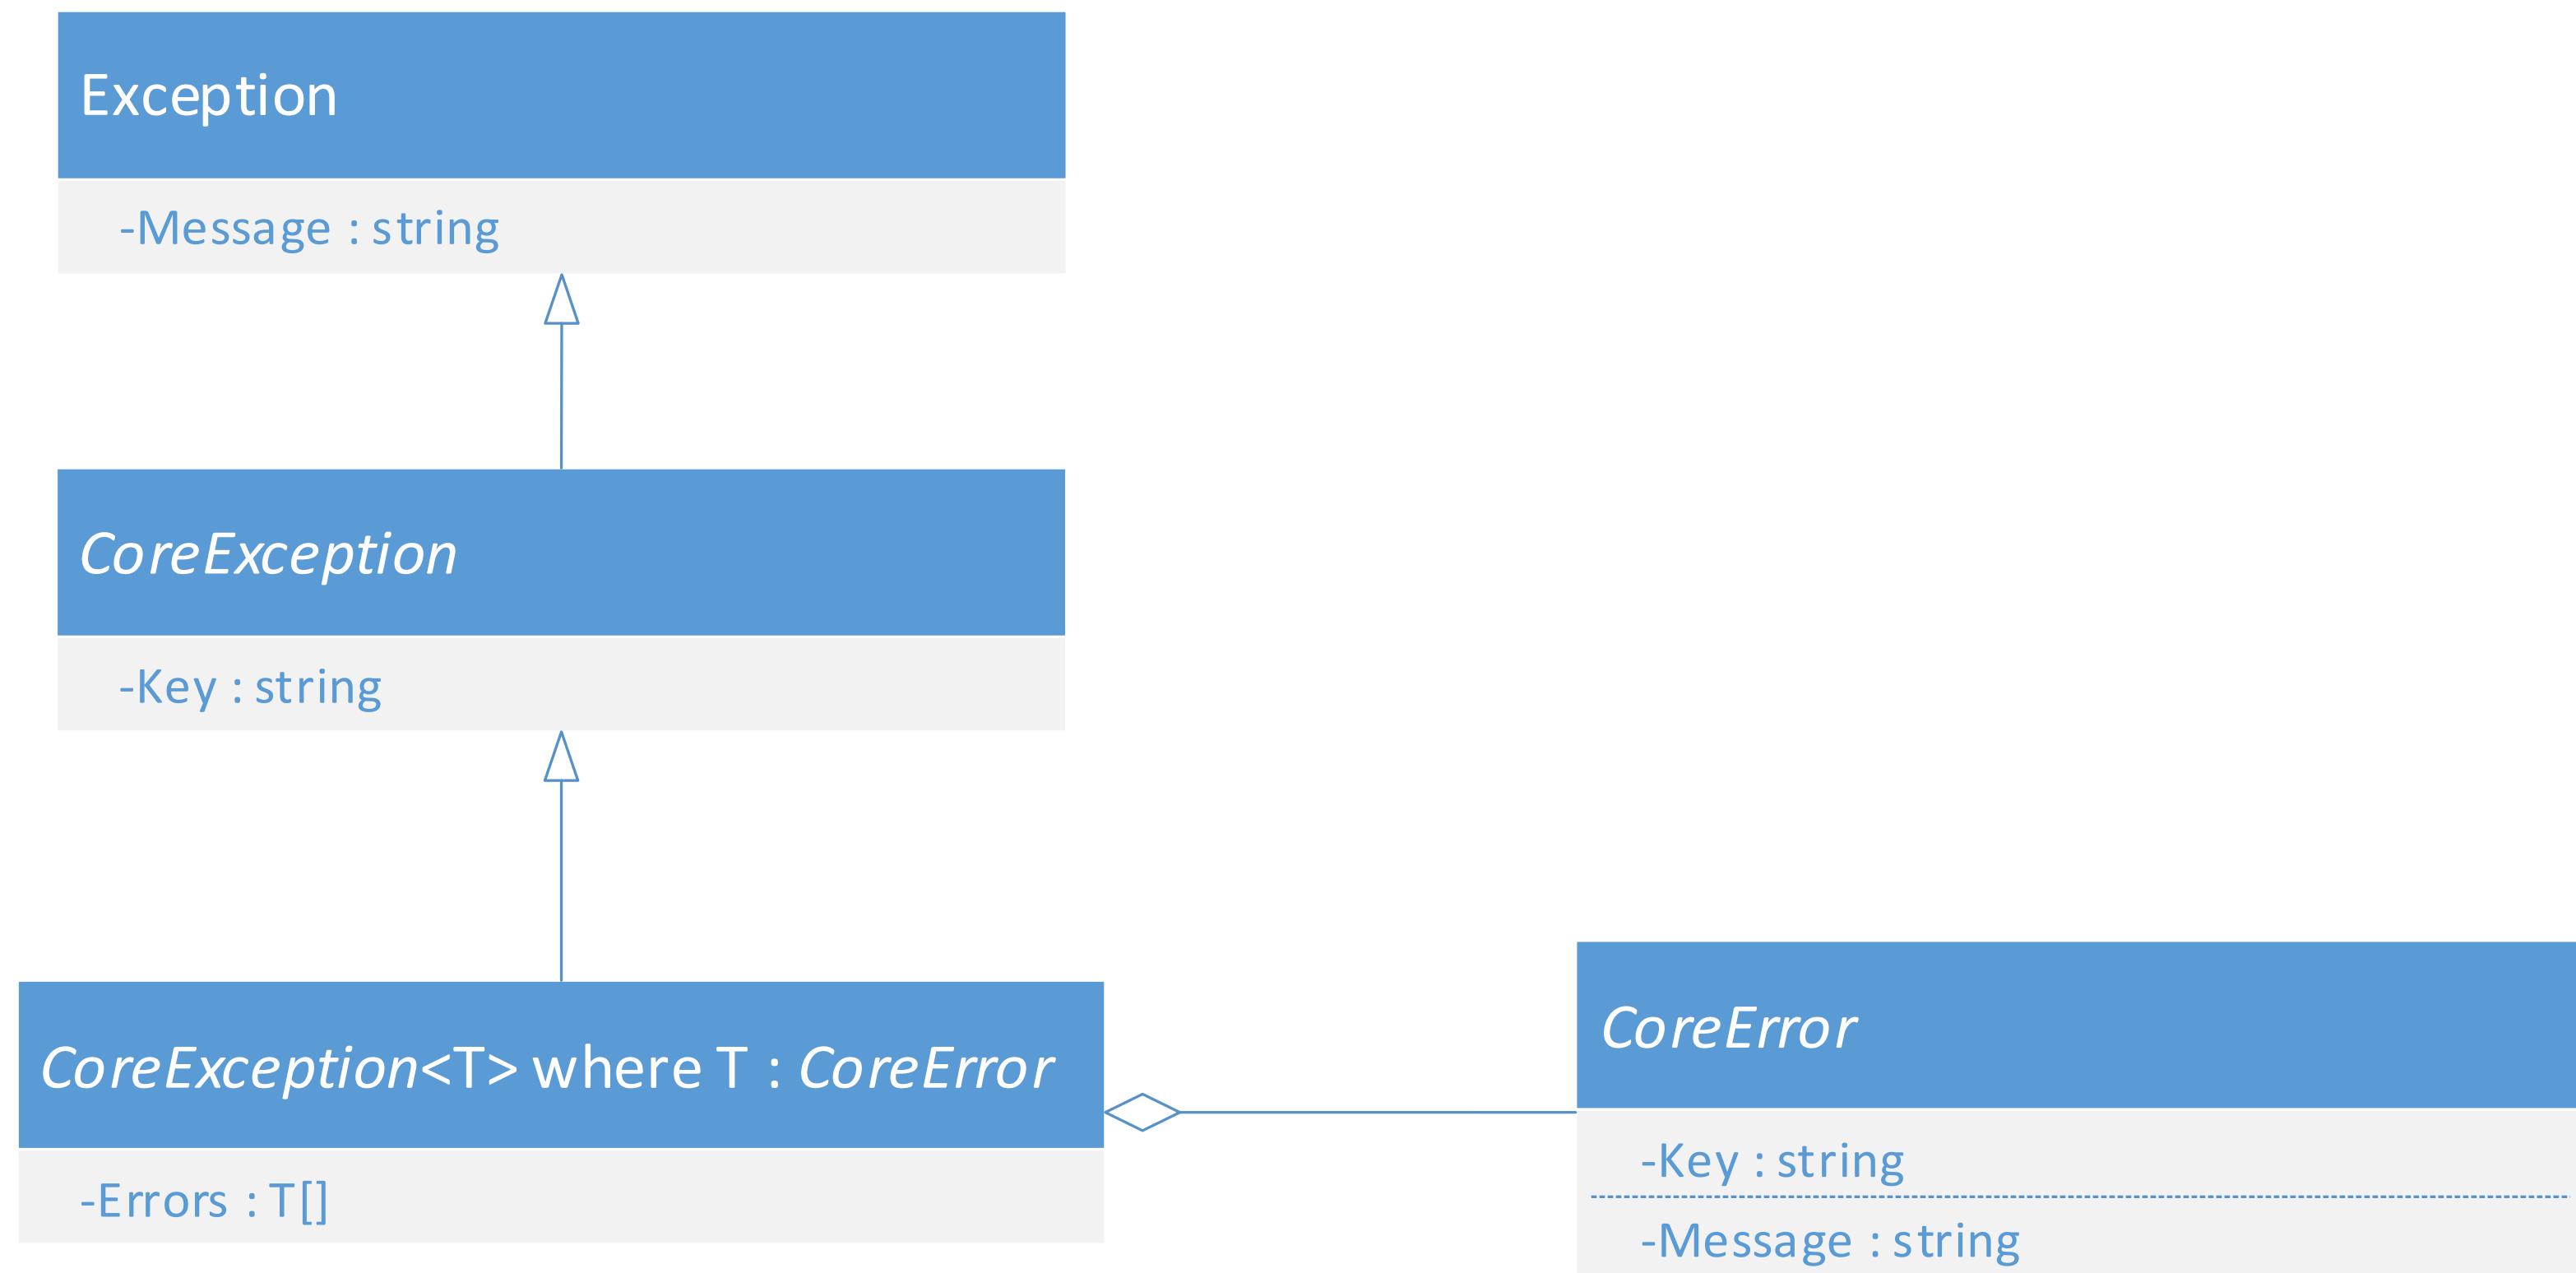 Exception
-Message : string
CoreException
-Key : string
CoreException<T> where T : CoreError
-Errors : T[]
CoreError
-Key : string
-Message : string